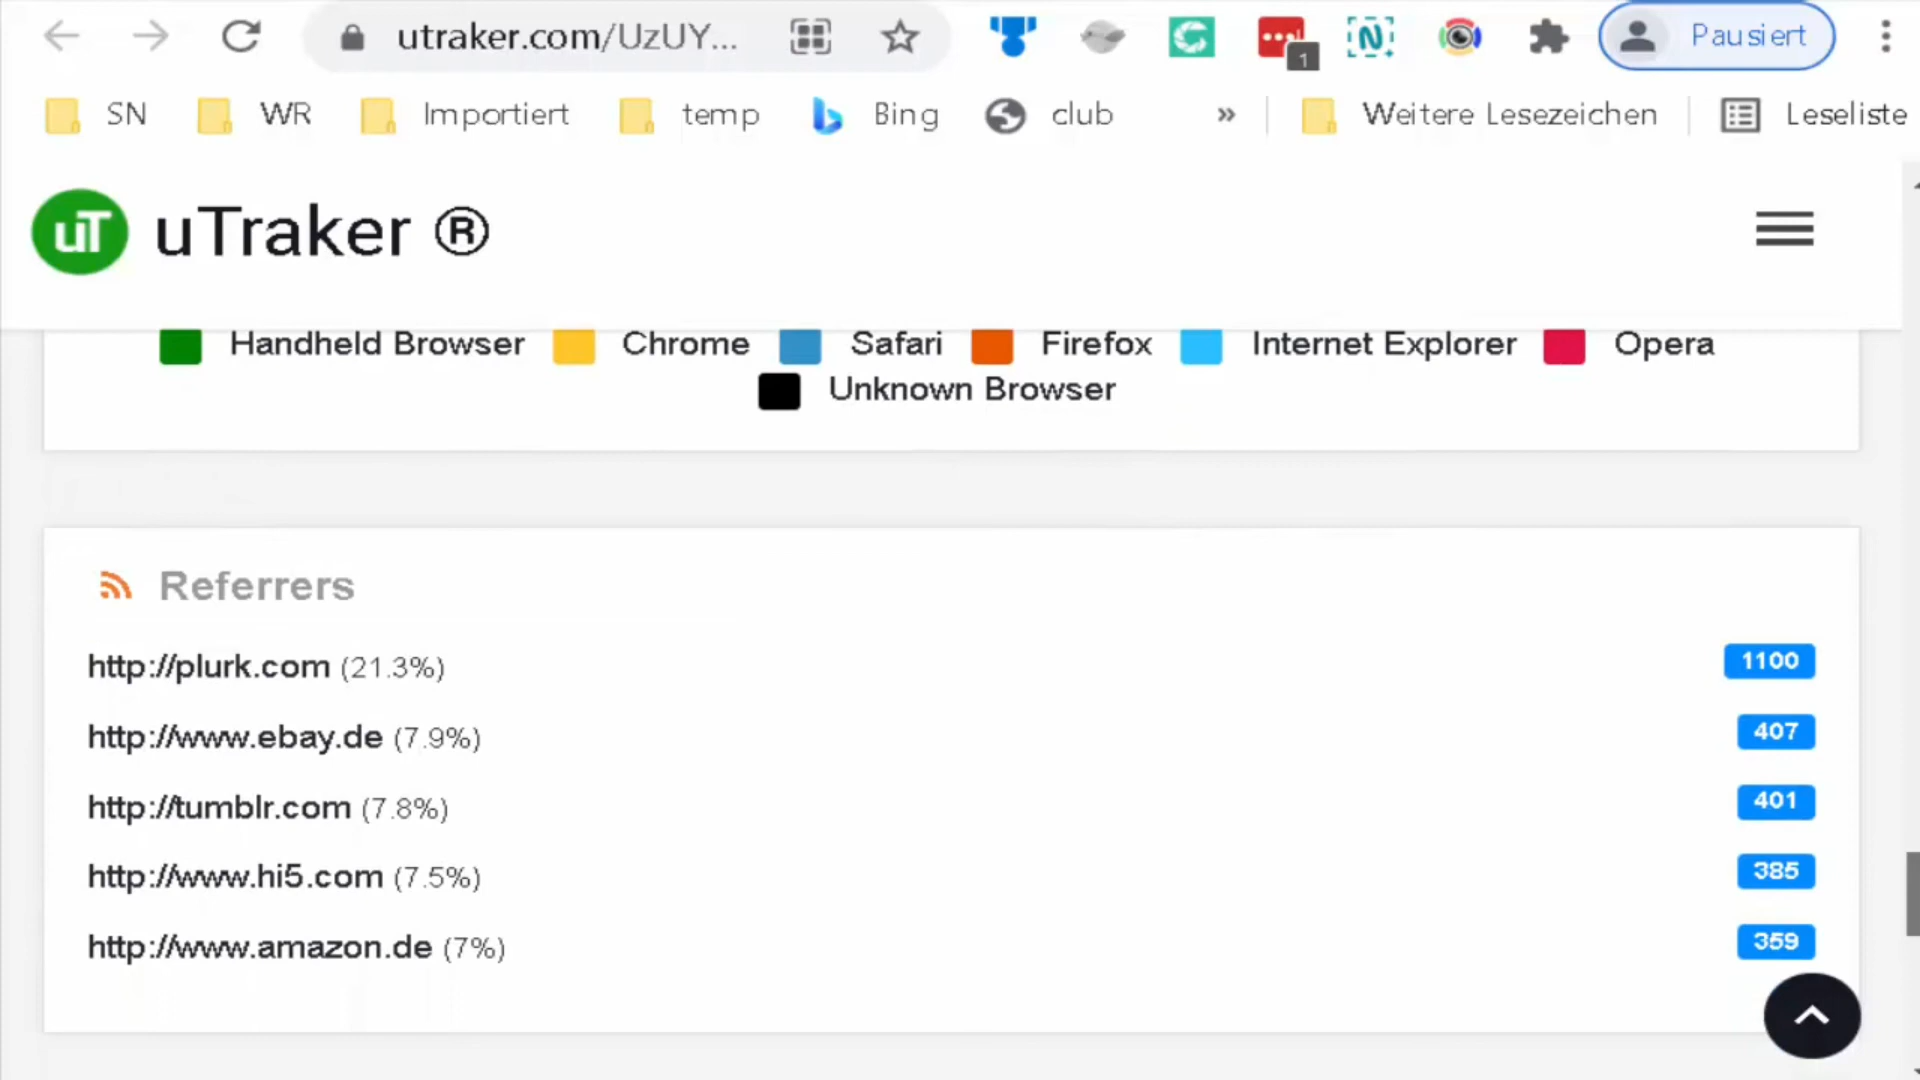 utraker.com/UzUY...
1
Pausiert
SN
WR
Importiert
temp
Bing
club
»
Weitere Lesezeichen
Leseliste
uT uTraker ®
Handheld Browser Chrome Safari Firefox Internet Explorer Opera
Unknown Browser
Referrers
http://plurk.com (21.3%) 1100
http://www.ebay.de (7.9%) 407
http://tumblr.com (7.8%) 401
http://www.hi5.com (7.5%) 385
http://www.amazon.de (7%) 359